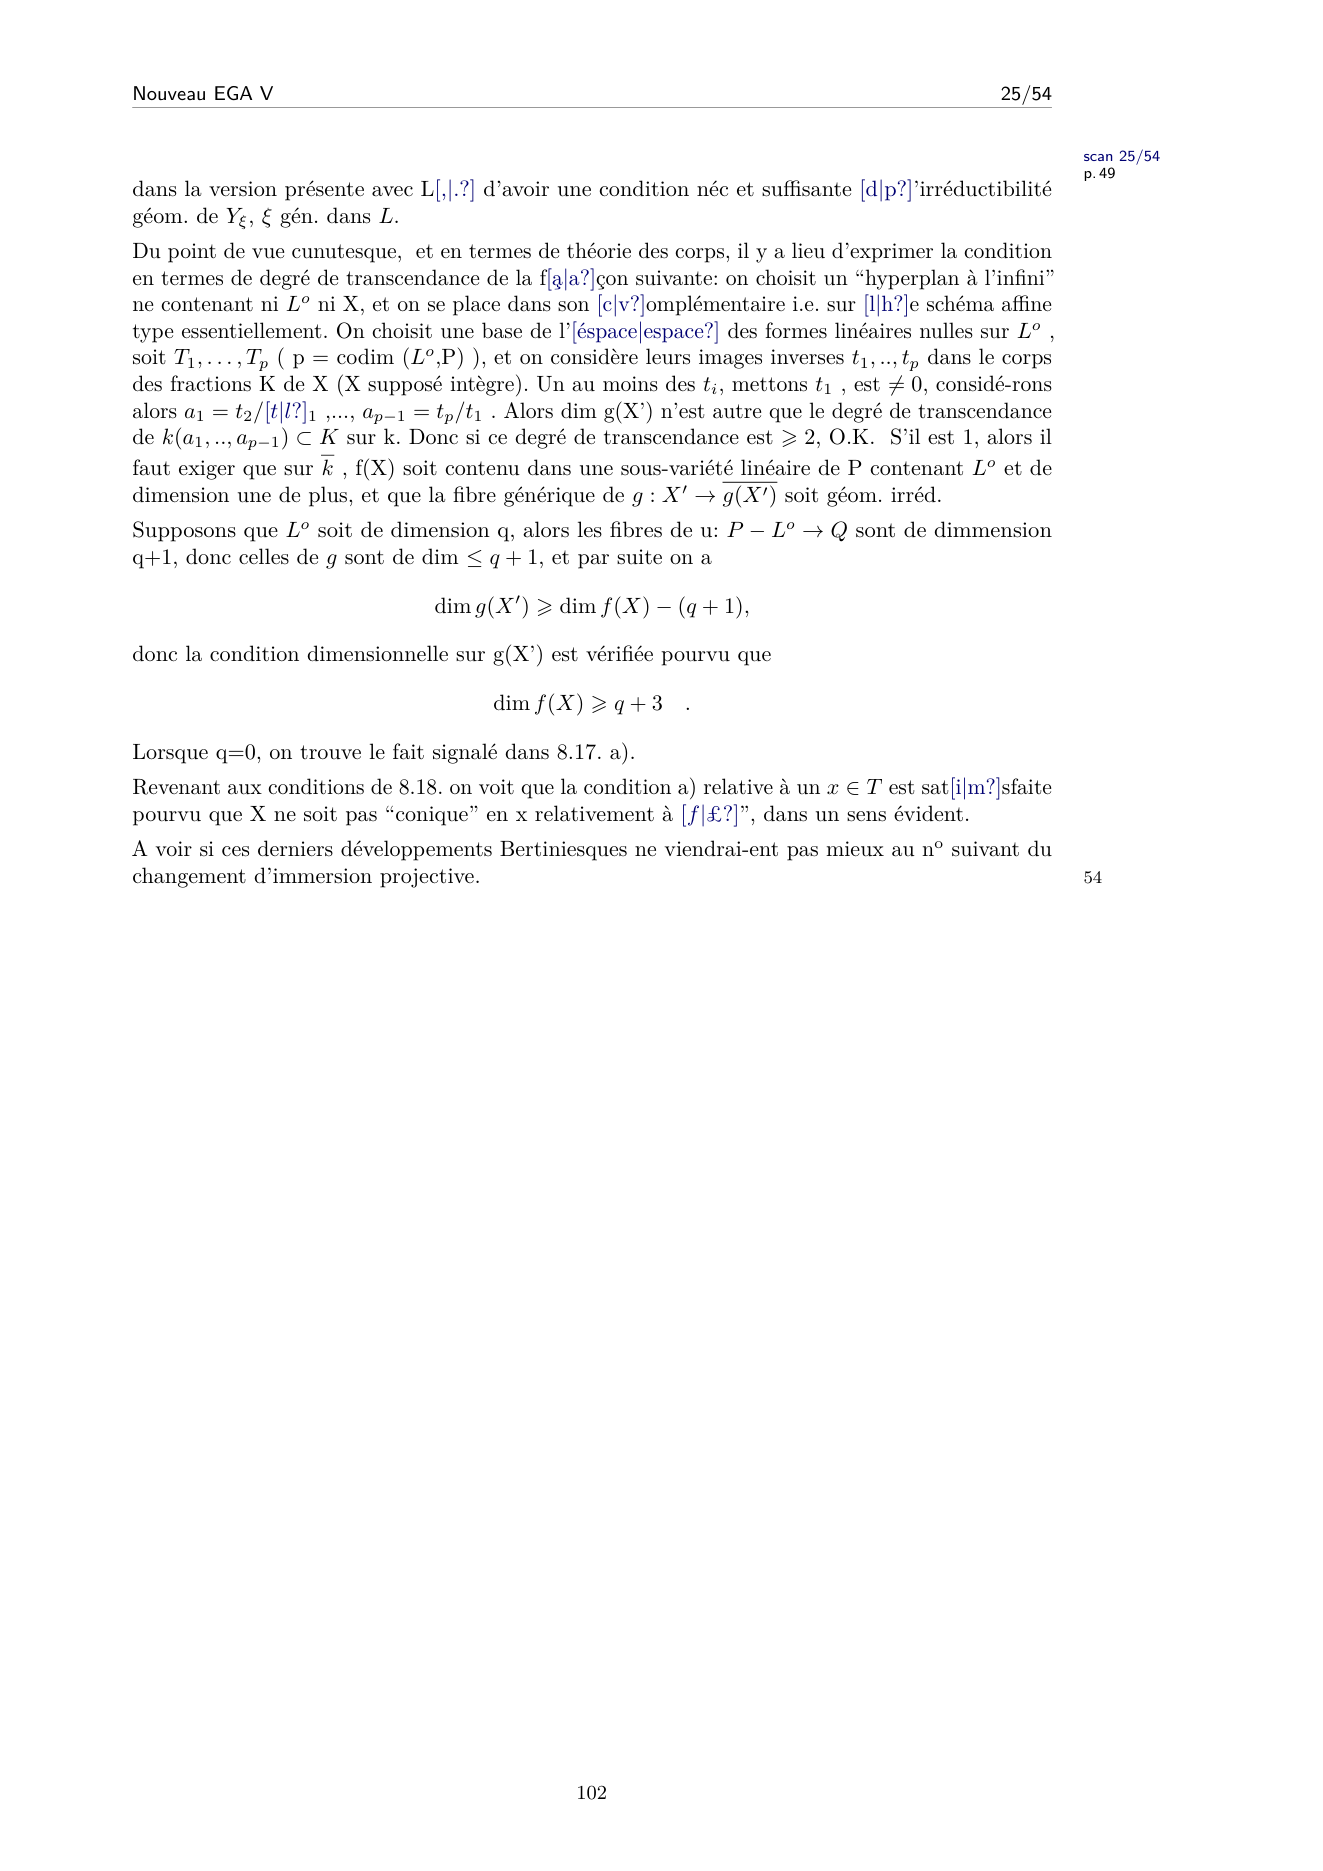 Nouveau EGA V 25/54
scan 25/54
p. 49
dans la version présente avec L[,|.?] d'avoir une condition néc et suffisante [d|p?]'irréductibilité
géom. de Y_ξ, ξ gén. dans L.
Du point de vue cunutesque, et en termes de théorie des corps, il y a lieu d'exprimer la condition
en termes de degré de transcendance de la f[a̧|a?]çon suivante: on choisit un “hyperplan à l'infini”
ne contenant ni L^o ni X, et on se place dans son [c|v?]omplémentaire i.e. sur [l|h?]e schéma affine
type essentiellement. On choisit une base de l'[éspace|espace?] des formes linéaires nulles sur L^o ,
soit T_1, . . . , T_p ( p = codim (L^o,P) ), et on considère leurs images inverses t_1, .., t_p dans le corps
des fractions K de X (X supposé intègre). Un au moins des t_i, mettons t_1 , est ≠ 0, considé-rons
alors a_1 = t_2/[t|l?]_1 ,..., a_{p−1} = t_p/t_1 . Alors dim g(X') n'est autre que le degré de transcendance
de k(a_1, .., a_{p−1}) ⊂ K sur k. Donc si ce degré de transcendance est ⩾ 2, O.K. S'il est 1, alors il
faut exiger que sur \overline{k} , f(X) soit contenu dans une sous-variété linéaire de P contenant L^o et de
dimension une de plus, et que la fibre générique de g : X′ → \overline{g(X′)} soit géom. irréd.
Supposons que L^o soit de dimension q, alors les fibres de u: P − L^o → Q sont de dimmension
q+1, donc celles de g sont de dim ≤ q + 1, et par suite on a
dim g(X′) ⩾ dim f(X) − (q + 1),
donc la condition dimensionnelle sur g(X') est vérifiée pourvu que
dim f(X) ⩾ q + 3 .
Lorsque q=0, on trouve le fait signalé dans 8.17. a).
Revenant aux conditions de 8.18. on voit que la condition a) relative à un x ∈ T est sat[i|m?]sfaite
pourvu que X ne soit pas “conique” en x relativement à [f|£?]”, dans un sens évident.
A voir si ces derniers développements Bertiniesques ne viendrai-ent pas mieux au nº suivant du
changement d'immersion projective. 54
102